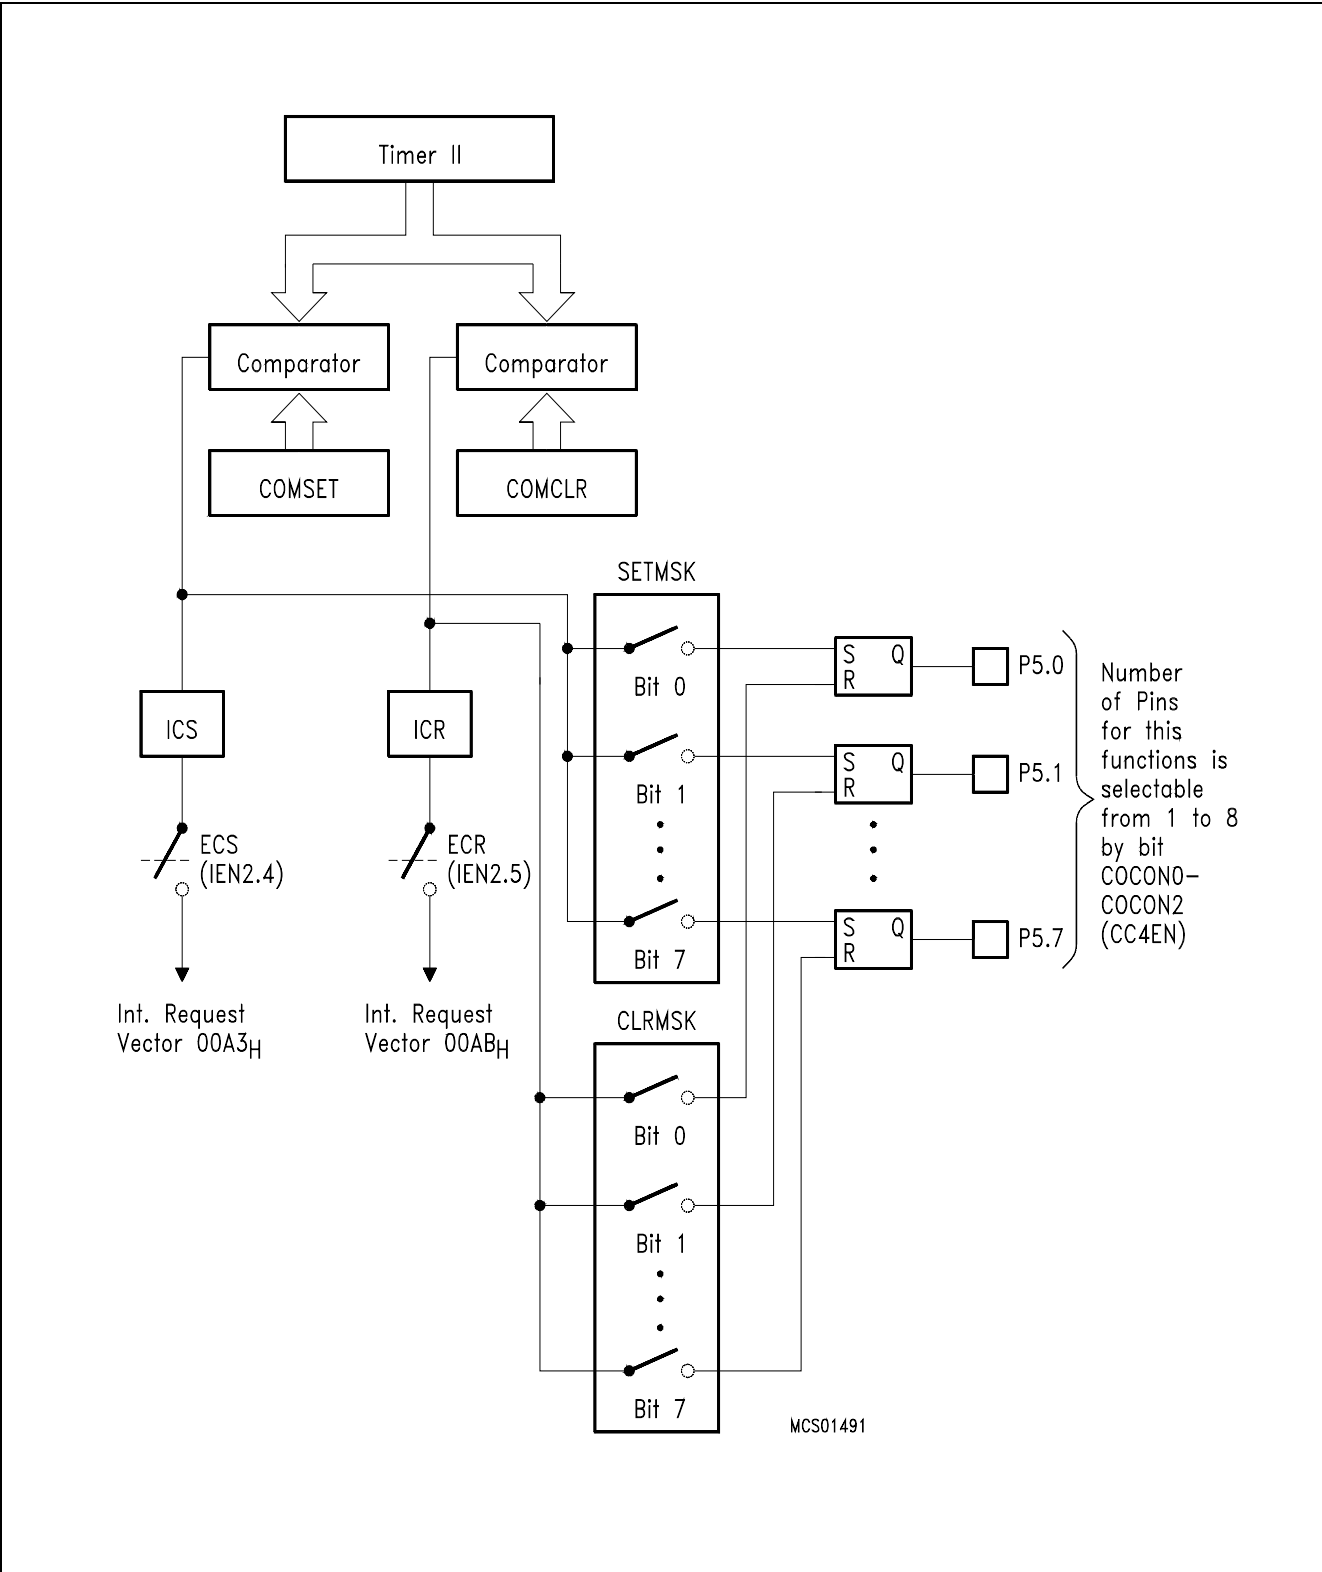 Timer II
Comparator
Comparator
COMSET
COMCLR
SETMSK
S Q
R
P5.0
Bit 0
Number
of Pins
for this
functions is
selectable
from 1 to 8
by bit
COCON0-
COCON2
(CC4EN)
ICS
ICR
S Q
R
P5.1
Bit 1
ECS
(IEN2.4)
ECR
(IEN2.5)
S Q
R
P5.7
Bit 7
Int. Request
Vector 00A3H
Int. Request
Vector 00ABH
CLRMSK
Bit 0
Bit 1
Bit 7
MCS01491